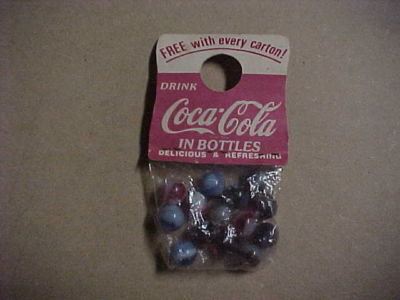 FREE with every carton!
DRINK
Coca-Cola
IN BOTTLES
DELICIOUS & REFRESHING